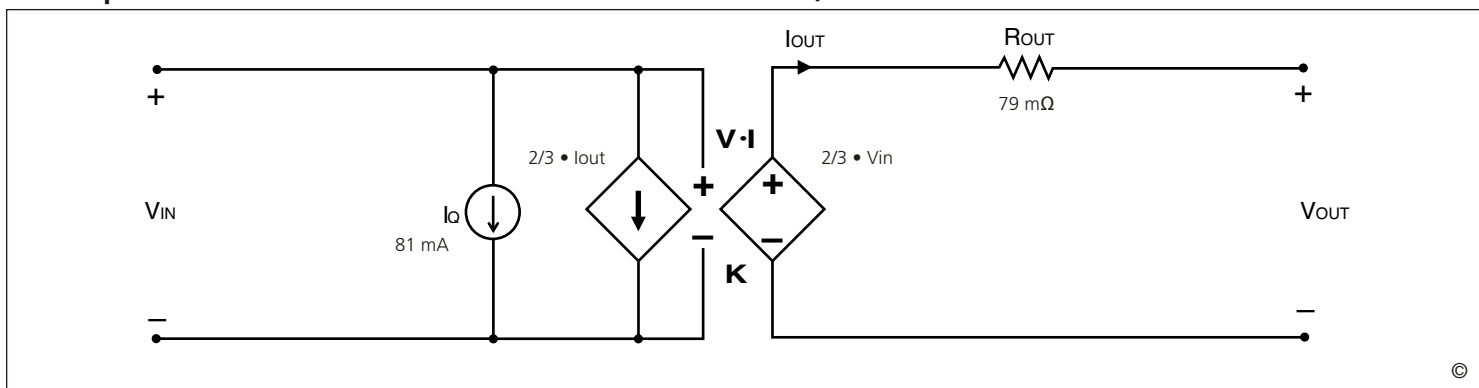 IOUT
ROUT
+
+
79 mΩ
V·I
2/3 • Iout
+
+
2/3 • Vin
VIN
IQ
VOUT
81 mA
−
−
K
−
−
©